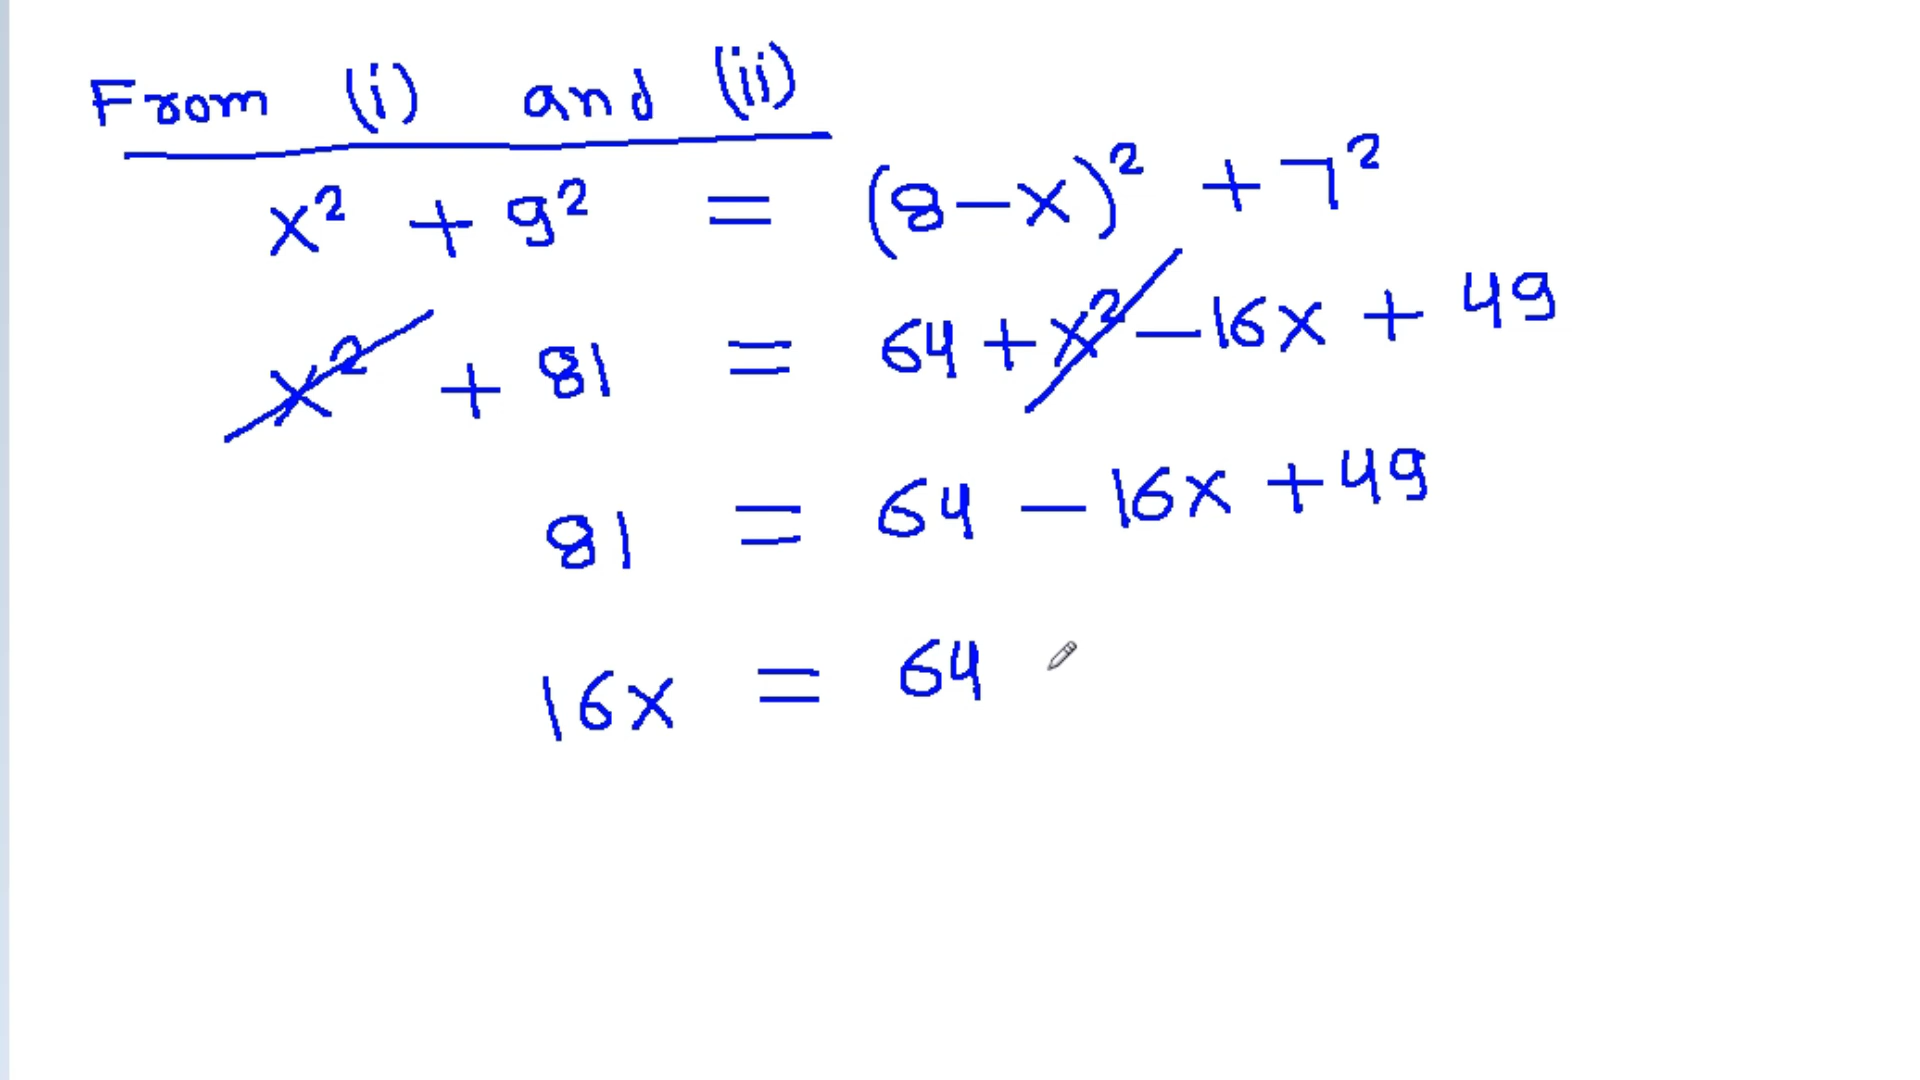 From (i) and (ii)
x² + 9² = (8-x)² + 7²
x² + 81 = 64 + x² - 16x + 49
81 = 64 - 16x + 49
16x = 64